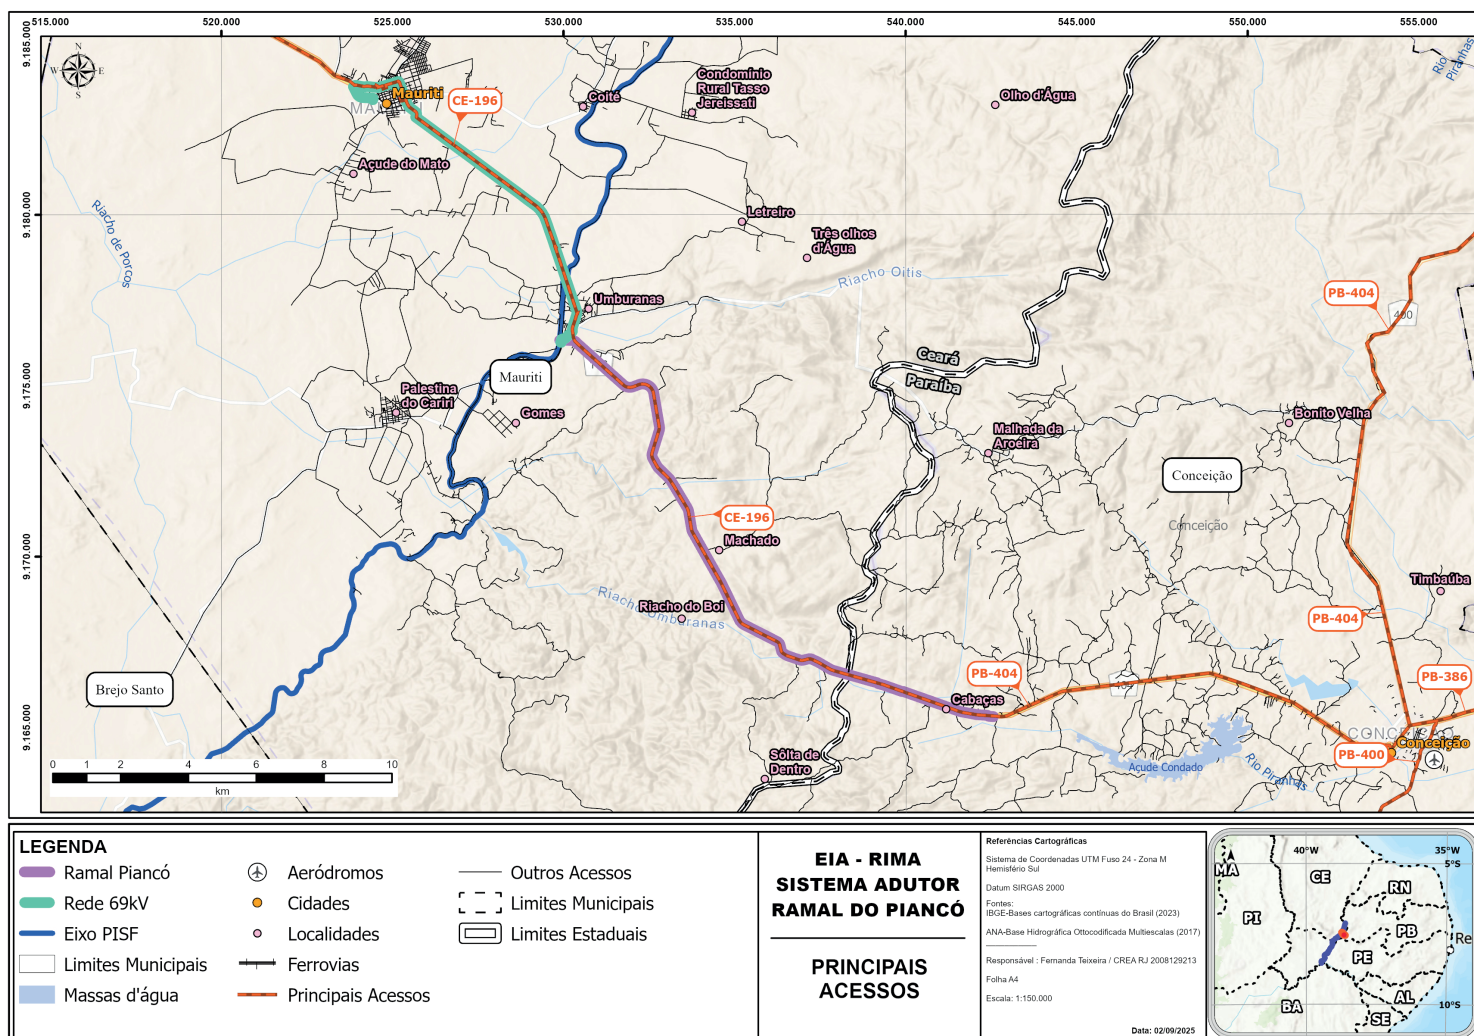 515.000
520.000
525.000
530.000
535.000
540.000
545.000
550.000
555.000
9.185.000
9.180.000
9.175.000
9.170.000
9.165.000
N
W
E
S
Mauriti
CE-196
Coité
Condomínio
Rural Tasso
Jereissati
Olho d'Água
Rio
Piranhas
Açude do Mato
Riacho de Porcos
Letreiro
Três olhos
d'Água
Riacho Oitis
Umburanas
PB-404
400
Ceará
Paraíba
Mauriti
Palestina
do Cariri
Gomes
Bonito Velha
Malhada da
Aroeira
Conceição
Conceição
CE-196
Machado
Timbaúba
Riacho do Boi
Riacho Umburanas
PB-404
PB-404
PB-386
Brejo Santo
Cabaças
CONCEIÇÃO
Conceição
PB-400
Sôlta de
Dentro
Açude Condado
Rio Piranhas
0 1 2 4 6 8 10
km
LEGENDA
Ramal Piancó
Rede 69kV
Eixo PISF
Limites Municipais
Massas d'água
Aeródromos
Cidades
Localidades
Ferrovias
Principais Acessos
Outros Acessos
Limites Municipais
Limites Estaduais
EIA - RIMA
SISTEMA ADUTOR
RAMAL DO PIANCÓ
PRINCIPAIS
ACESSOS
Referências Cartográficas
Sistema de Coordenadas UTM Fuso 24 - Zona M
Hemisfério Sul
Datum SIRGAS 2000
Fontes:
IBGE-Bases cartográficas contínuas do Brasil (2023)
ANA-Base Hidrográfica Ottocodificada Multiescalas (2017)
Responsável : Fernanda Teixeira / CREA RJ 2008129213
Folha A4
Escala: 1:150.000
Data: 02/09/2025
40°W
35°W
5°S
10°S
MA
CE
RN
PI
PB
PE
Re
AL
BA
SE